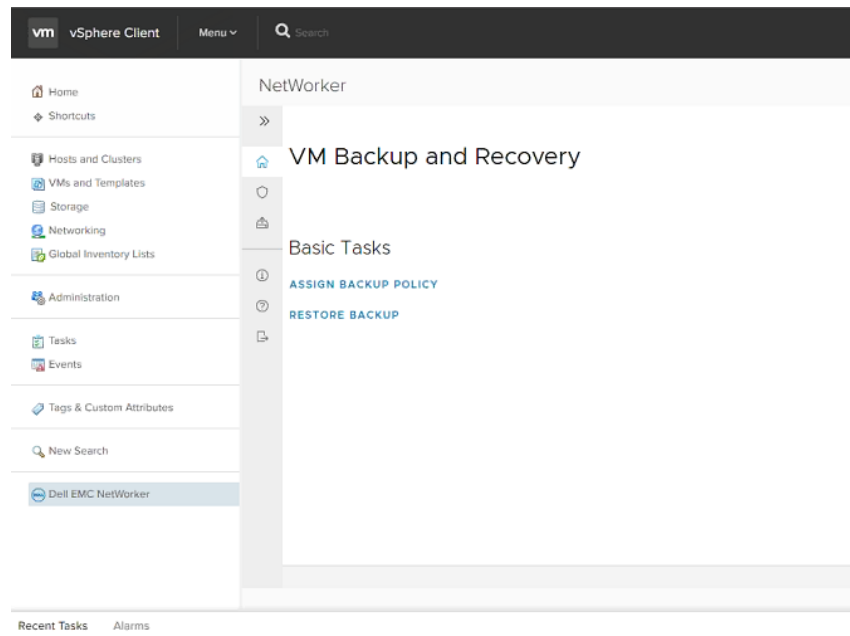 vm vSphere Client Menu Search
Home
Shortcuts
Hosts and Clusters
VMs and Templates
Storage
Networking
Global Inventory Lists
Administration
Tasks
Events
Tags & Custom Attributes
New Search
Dell EMC NetWorker
NetWorker
VM Backup and Recovery
Basic Tasks
ASSIGN BACKUP POLICY
RESTORE BACKUP
Recent Tasks Alarms